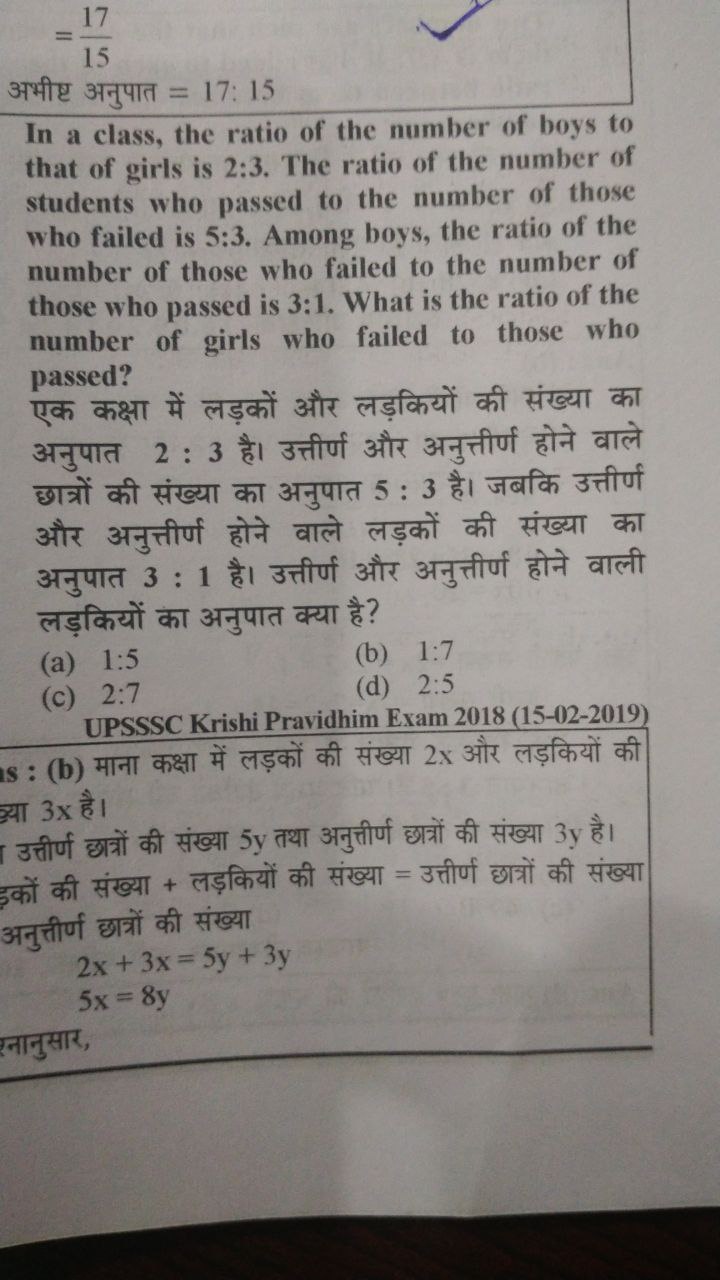 = 17/15
अभीष्ट अनुपात = 17: 15
In a class, the ratio of the number of boys to
that of girls is 2:3. The ratio of the number of
students who passed to the number of those
who failed is 5:3. Among boys, the ratio of the
number of those who failed to the number of
those who passed is 3:1. What is the ratio of the
number of girls who failed to those who
passed?
एक कक्षा में लड़कों और लड़कियों की संख्या का
अनुपात 2 : 3 है। उत्तीर्ण और अनुत्तीर्ण होने वाले
छात्रों की संख्या का अनुपात 5 : 3 है। जबकि उत्तीर्ण
और अनुत्तीर्ण होने वाले लड़कों की संख्या का
अनुपात 3 : 1 है। उत्तीर्ण और अनुत्तीर्ण होने वाली
लड़कियों का अनुपात क्या है?
(a) 1:5 (b) 1:7
(c) 2:7 (d) 2:5
UPSSSC Krishi Pravidhim Exam 2018 (15-02-2019)
ns : (b) माना कक्षा में लड़कों की संख्या 2x और लड़कियों की
ख्या 3x है।
उत्तीर्ण छात्रों की संख्या 5y तथा अनुत्तीर्ण छात्रों की संख्या 3y है।
ड़कों की संख्या + लड़कियों की संख्या = उत्तीर्ण छात्रों की संख्या
अनुत्तीर्ण छात्रों की संख्या
2x + 3x = 5y + 3y
5x = 8y
श्नानुसार,